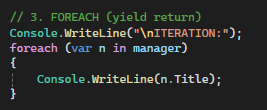 // 3. FOREACH (yield return)
Console.WriteLine("\nITERATION:");
foreach (var n in manager)
{
    Console.WriteLine(n.Title);
}